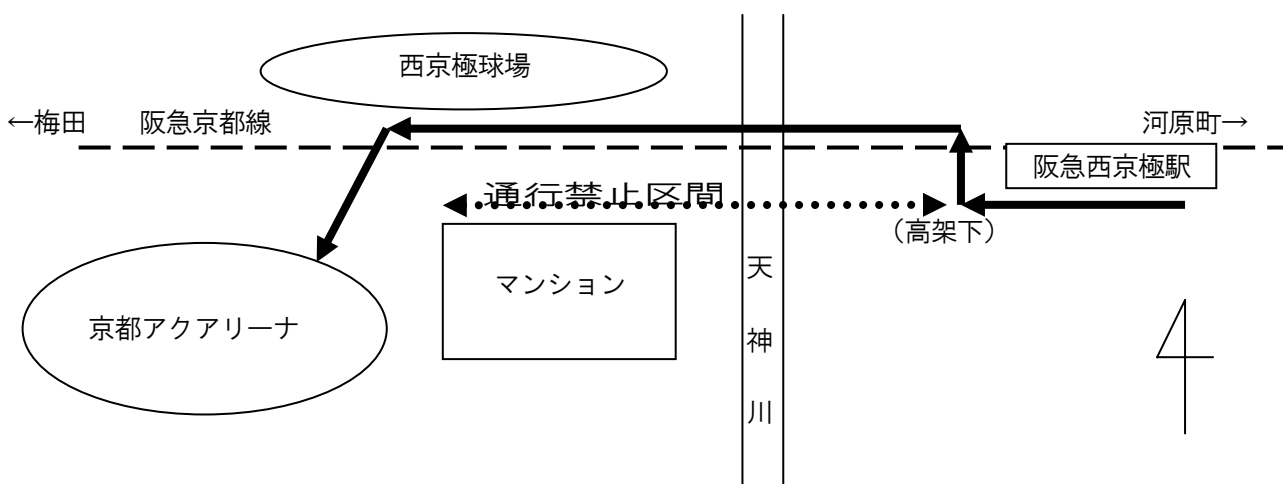 西京極球場
←梅田
阪急京都線
河原町→
阪急西京極駅
通行禁止区間
（高架下）
マンション
天神川
京都アクアリーナ